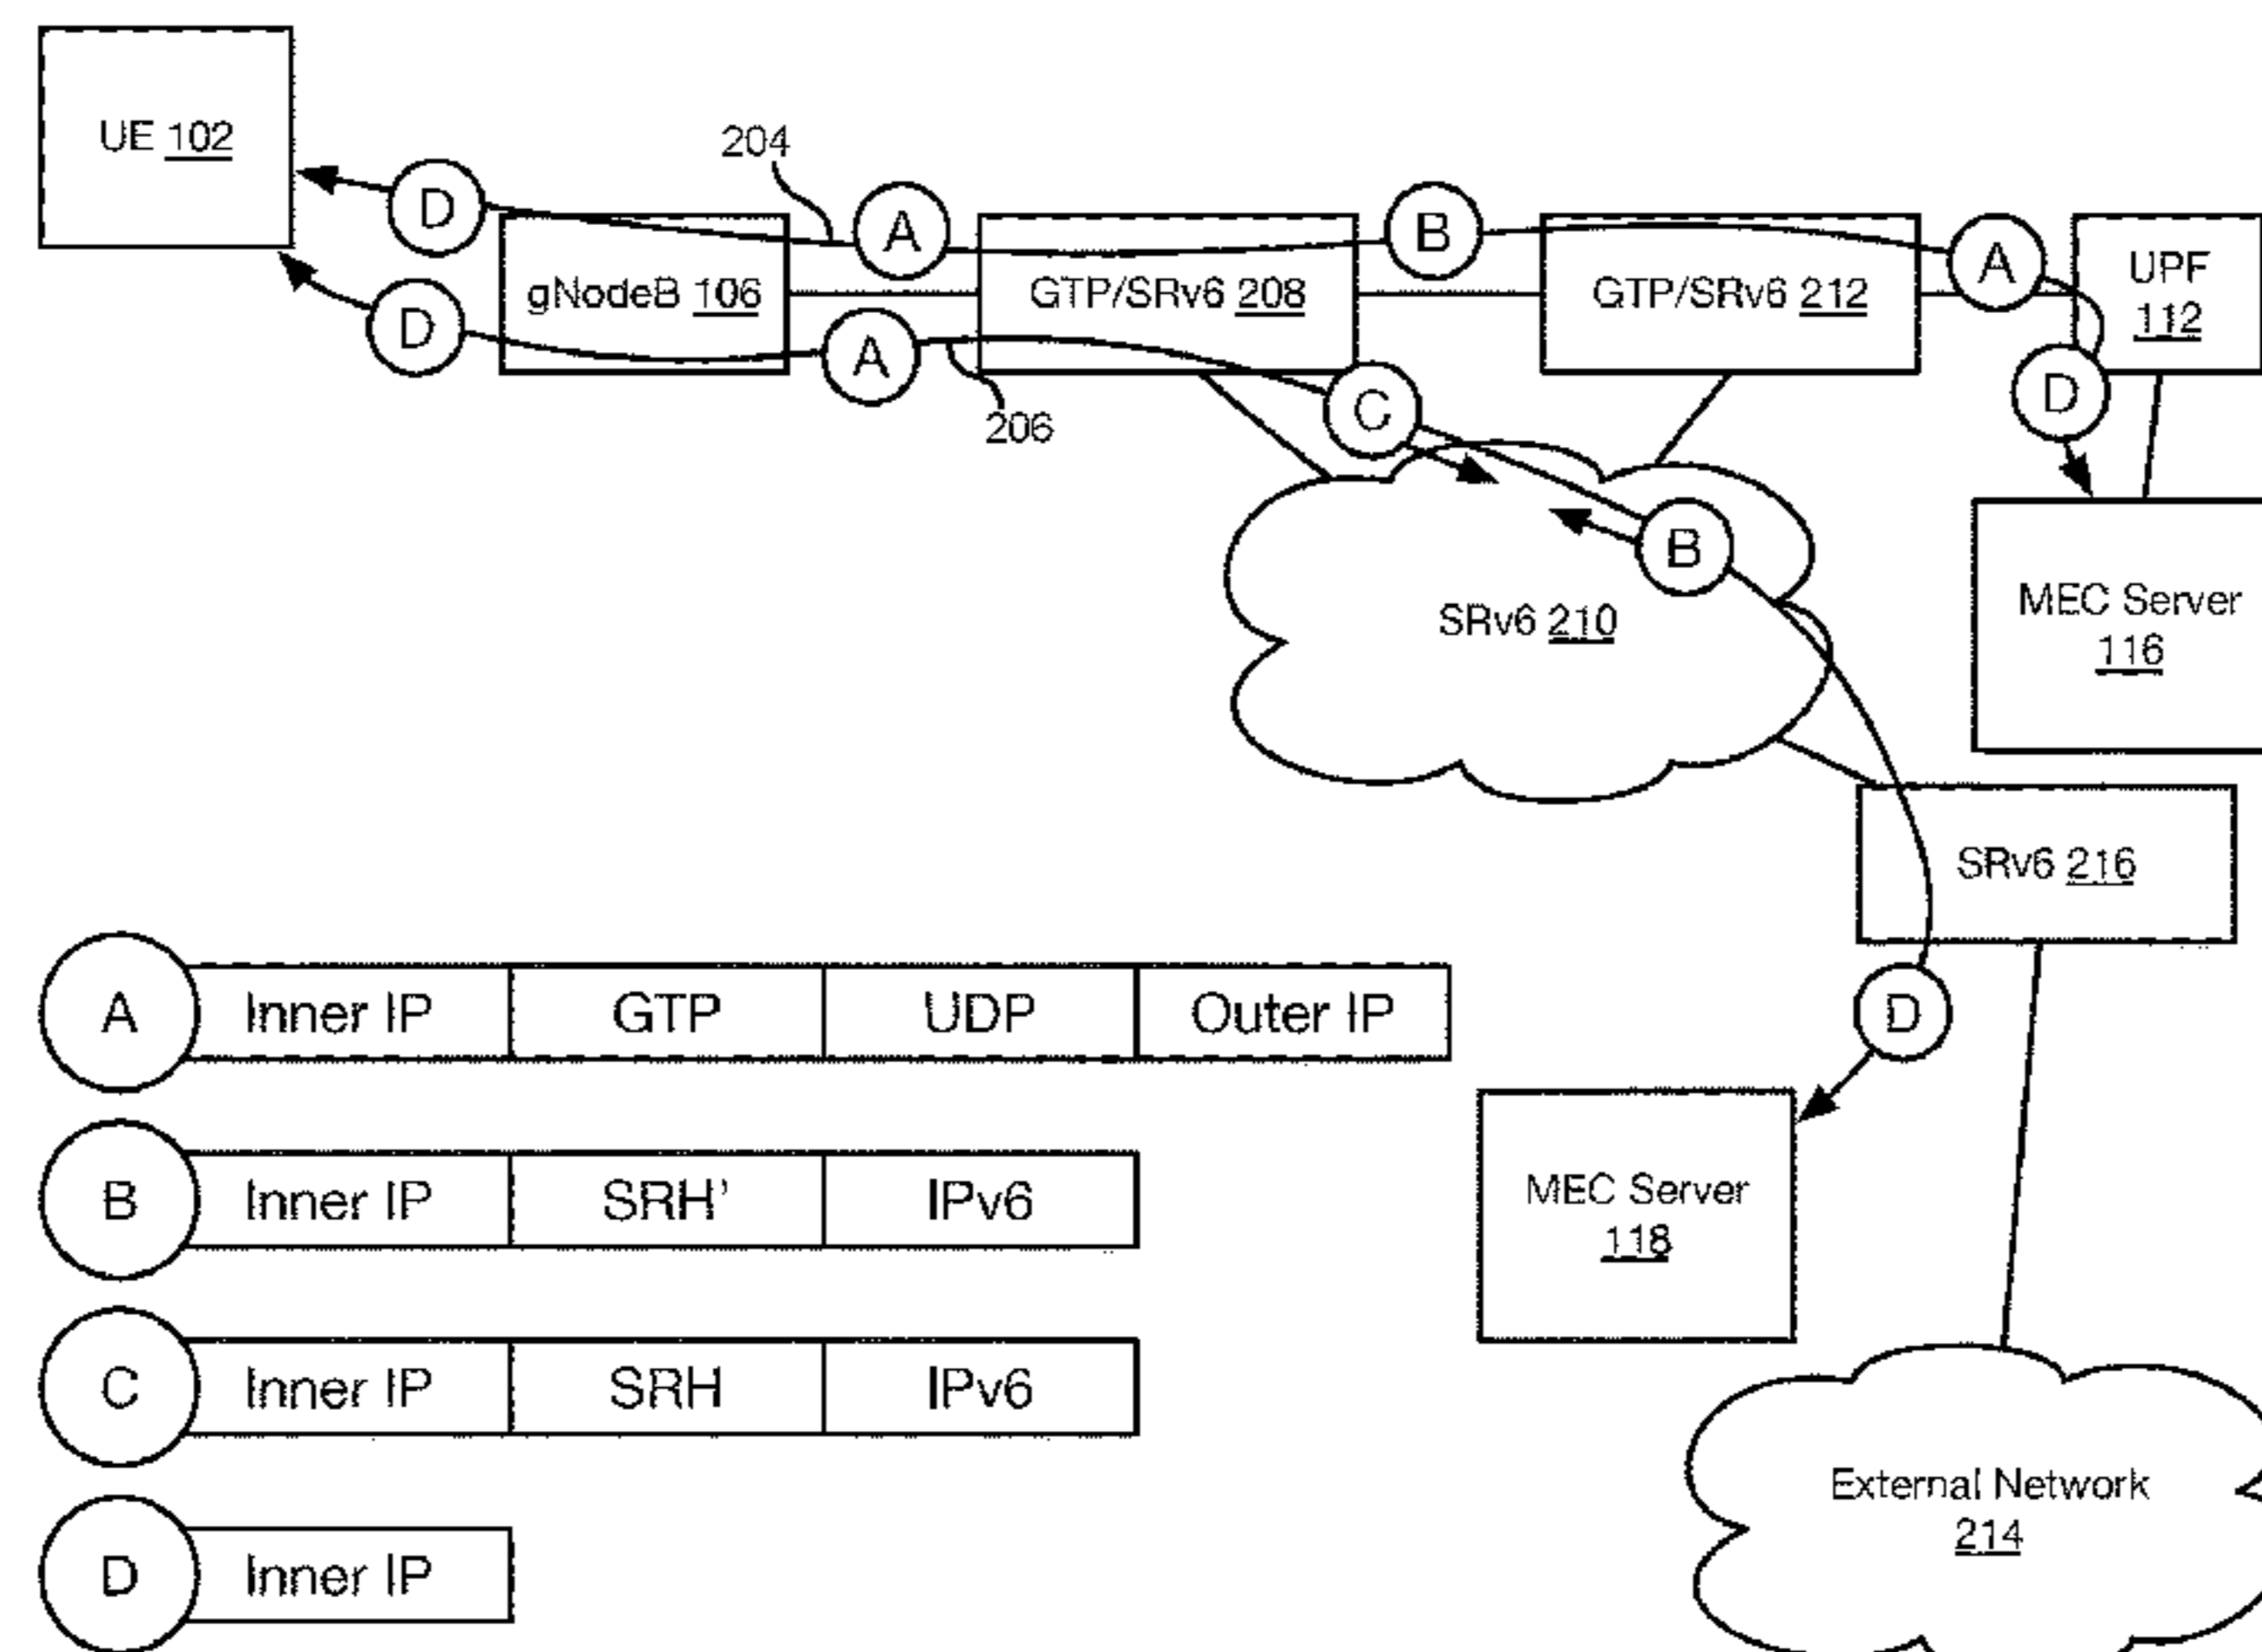 UE 102
204
D
A
B
A
D
gNodeB 106
GTP/SRv6 208
GTP/SRv6 212
UPF
112
D
A
206
C
D
B
SRv6 210
MEC Server
116
SRv6 216
D
MEC Server
118
External Network
214
A Inner IP GTP UDP Outer IP
B Inner IP SRH' IPv6
C Inner IP SRH IPv6
D Inner IP